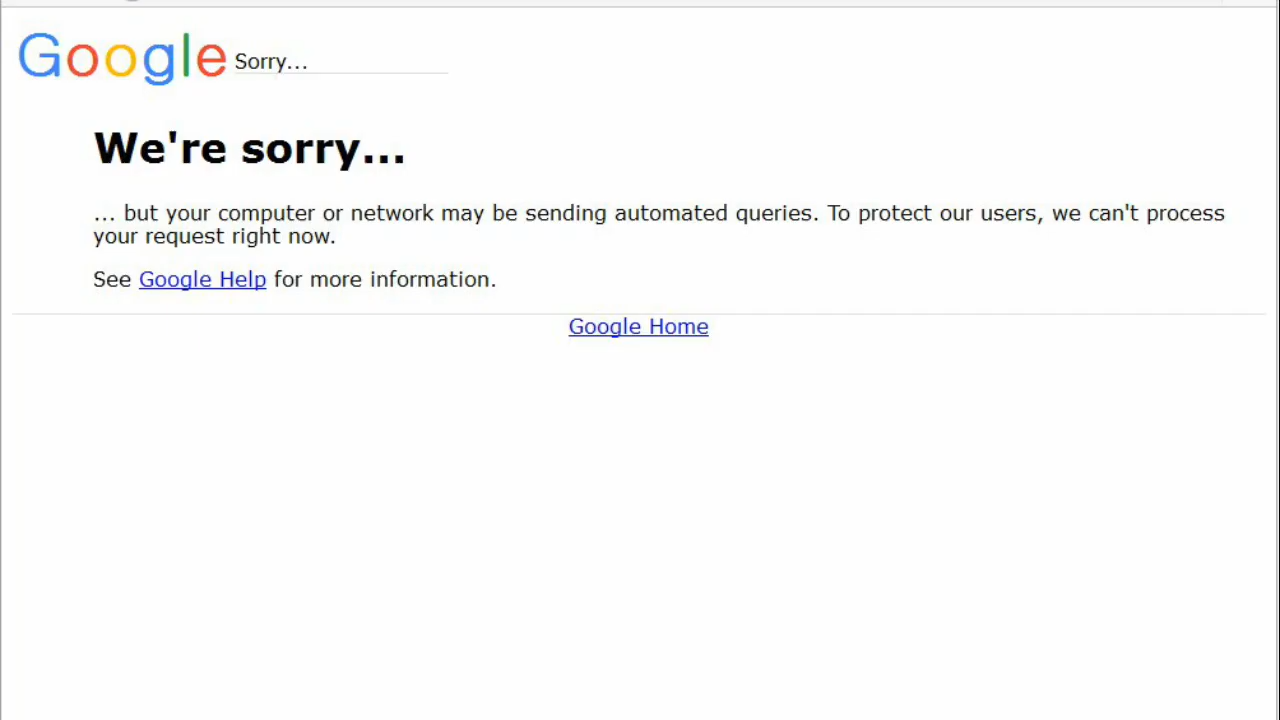 Google Sorry...
We're sorry...
... but your computer or network may be sending automated queries. To protect our users, we can't process
your request right now.
See Google Help for more information.
Google Home